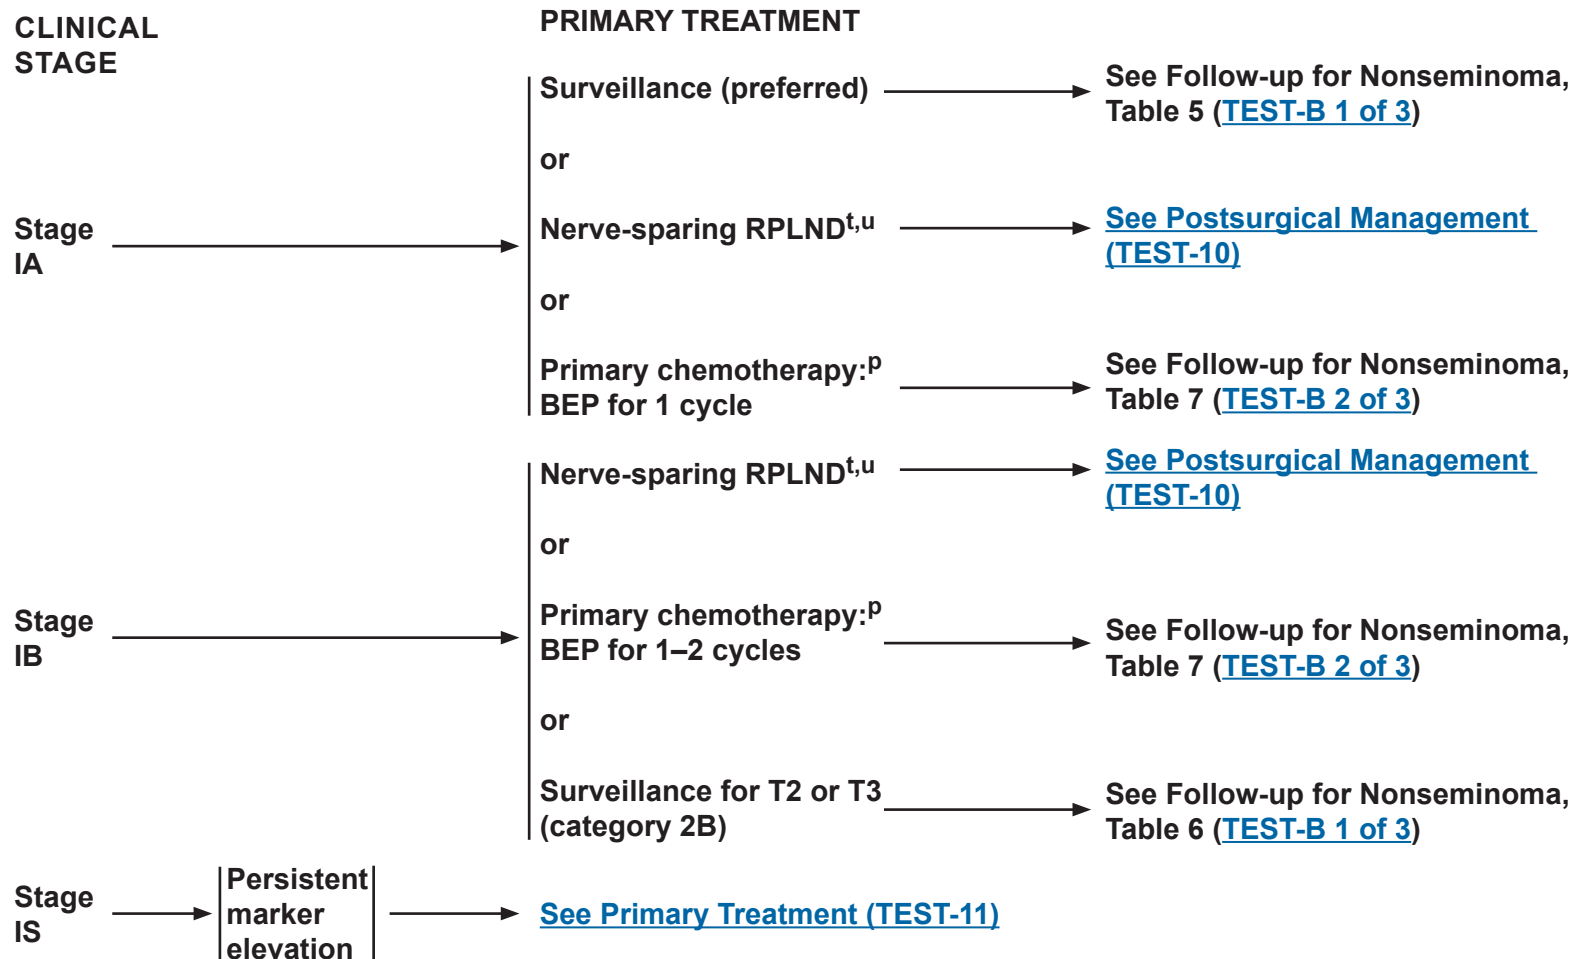 CLINICAL
STAGE
PRIMARY TREATMENT
Stage
IA
Surveillance (preferred)
See Follow-up for Nonseminoma,
Table 5 (TEST-B 1 of 3)
or
Nerve-sparing RPLNDt,u
See Postsurgical Management
(TEST-10)
or
Primary chemotherapy:p
BEP for 1 cycle
See Follow-up for Nonseminoma,
Table 7 (TEST-B 2 of 3)
Stage
IB
Nerve-sparing RPLNDt,u
See Postsurgical Management
(TEST-10)
or
Primary chemotherapy:p
BEP for 1–2 cycles
See Follow-up for Nonseminoma,
Table 7 (TEST-B 2 of 3)
or
Surveillance for T2 or T3
(category 2B)
See Follow-up for Nonseminoma,
Table 6 (TEST-B 1 of 3)
Stage
IS
Persistent
marker
elevation
See Primary Treatment (TEST-11)